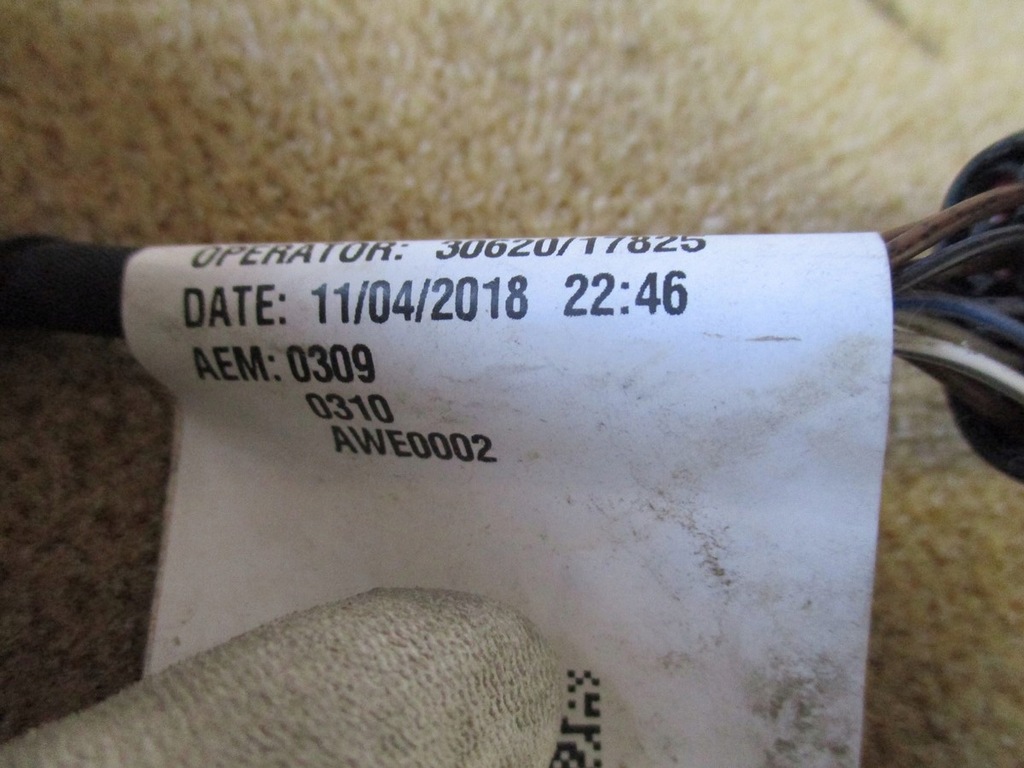 OPERATOR: 30620/17825
DATE: 11/04/2018 22:46
AEM: 0309
0310
AWE0002